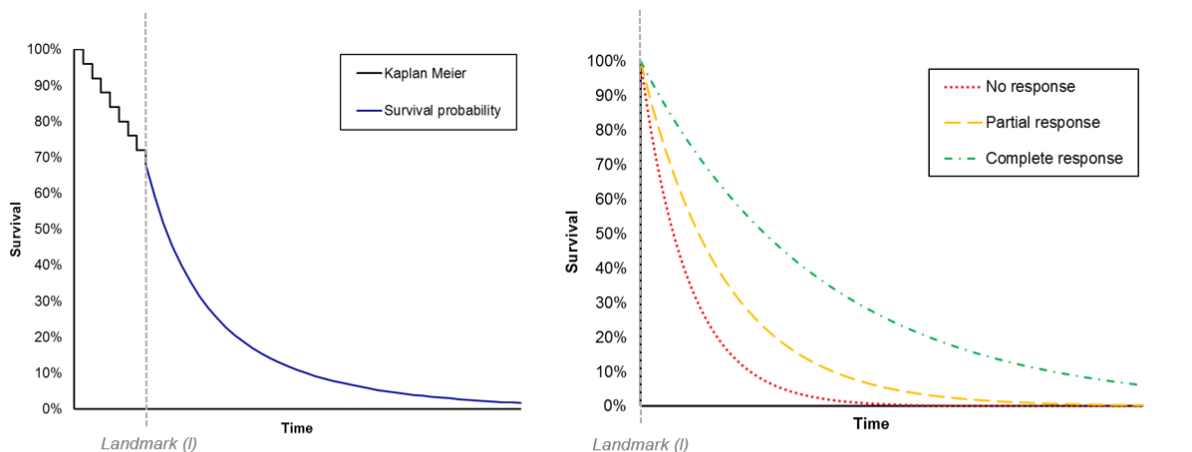 100%
90%
80%
70%
60%
50%
40%
30%
20%
10%
0%
Survival
Kaplan Meier
Survival probability
Time
Landmark (l)
100%
90%
80%
70%
60%
50%
40%
30%
20%
10%
0%
Survival
No response
Partial response
Complete response
Time
Landmark (l)